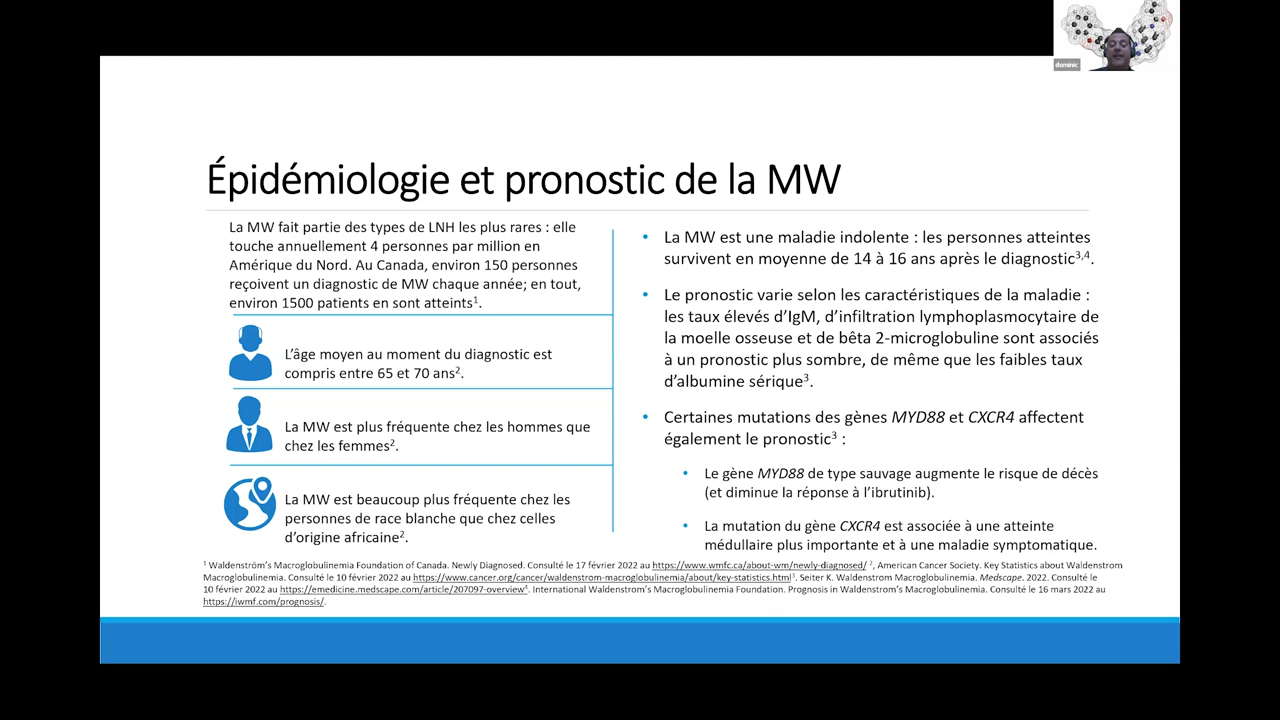 dominic
Épidémiologie et pronostic de la MW
La MW fait partie des types de LNH les plus rares : elle
touche annuellement 4 personnes par million en
Amérique du Nord. Au Canada, environ 150 personnes
reçoivent un diagnostic de MW chaque année; en tout,
environ 1500 patients en sont atteints¹.
L’âge moyen au moment du diagnostic est
compris entre 65 et 70 ans².
La MW est plus fréquente chez les hommes que
chez les femmes².
La MW est beaucoup plus fréquente chez les
personnes de race blanche que chez celles
d’origine africaine².
• La MW est une maladie indolente : les personnes atteintes
survivent en moyenne de 14 à 16 ans après le diagnostic³,⁴.
• Le pronostic varie selon les caractéristiques de la maladie :
les taux élevés d’IgM, d’infiltration lymphoplasmocytaire de
la moelle osseuse et de bêta 2-microglobuline sont associés
à un pronostic plus sombre, de même que les faibles taux
d’albumine sérique³.
• Certaines mutations des gènes MYD88 et CXCR4 affectent
également le pronostic³ :
• Le gène MYD88 de type sauvage augmente le risque de décès
(et diminue la réponse à l’ibrutinib).
• La mutation du gène CXCR4 est associée à une atteinte
médullaire plus importante et à une maladie symptomatique.
¹ Waldenström’s Macroglobulinemia Foundation of Canada. Newly Diagnosed. Consulté le 17 février 2022 au https://www.wmfc.ca/about-wm/newly-diagnosed/ ², American Cancer Society. Key Statistics about Waldenstrom
Macroglobulinemia. Consulté le 10 février 2022 au https://www.cancer.org/cancer/waldenstrom-macroglobulinemia/about/key-statistics.html³. Seiter K. Waldenstrom Macroglobulinemia. Medscape. 2022. Consulté le
10 février 2022 au https://emedicine.medscape.com/article/207097-overview⁴. International Waldenstrom’s Macroglobulinemia Foundation. Prognosis in Waldenstrom’s Macroglobulinemia. Consulté le 16 mars 2022 au
https://iwmf.com/prognosis/.